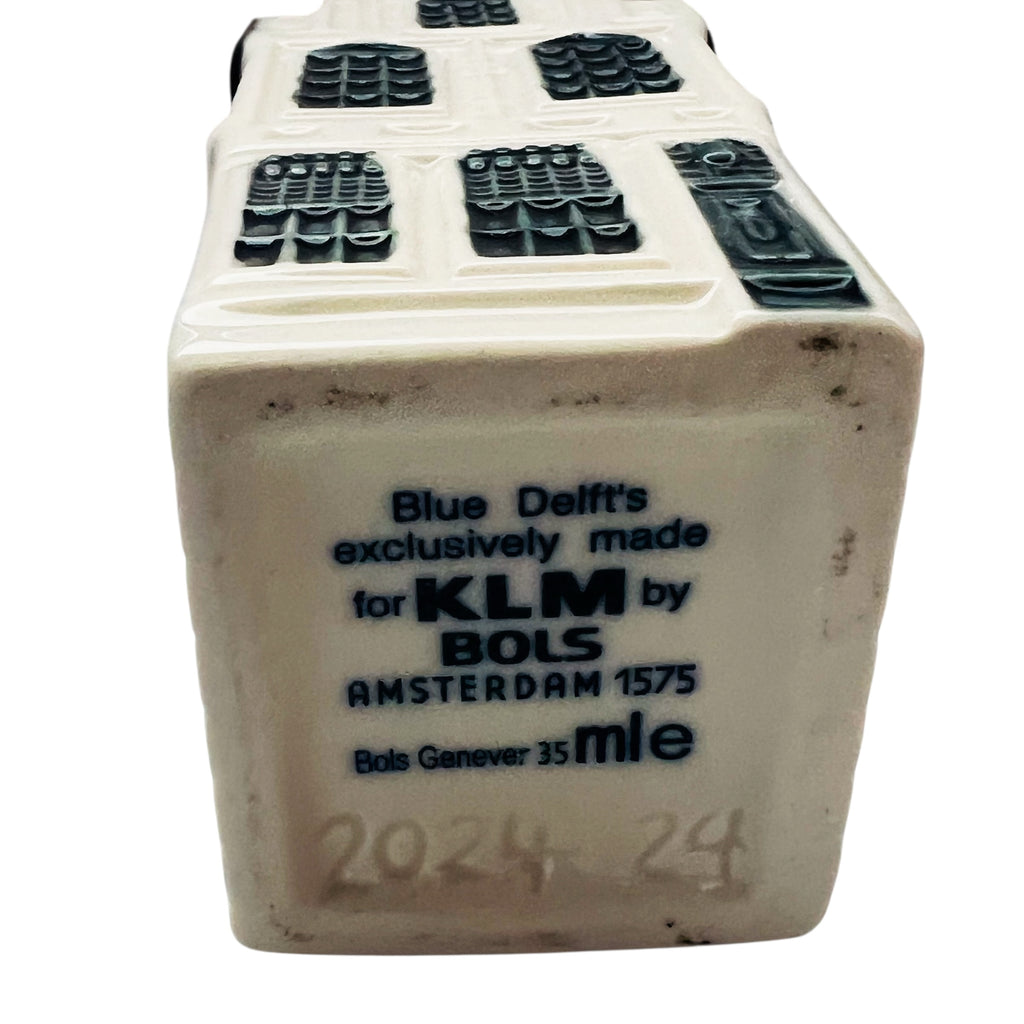 Blue Delft's
exclusively made
for KLM by
BOLS
AMSTERDAM 1575
Bols Genever 35 mle
2024 24